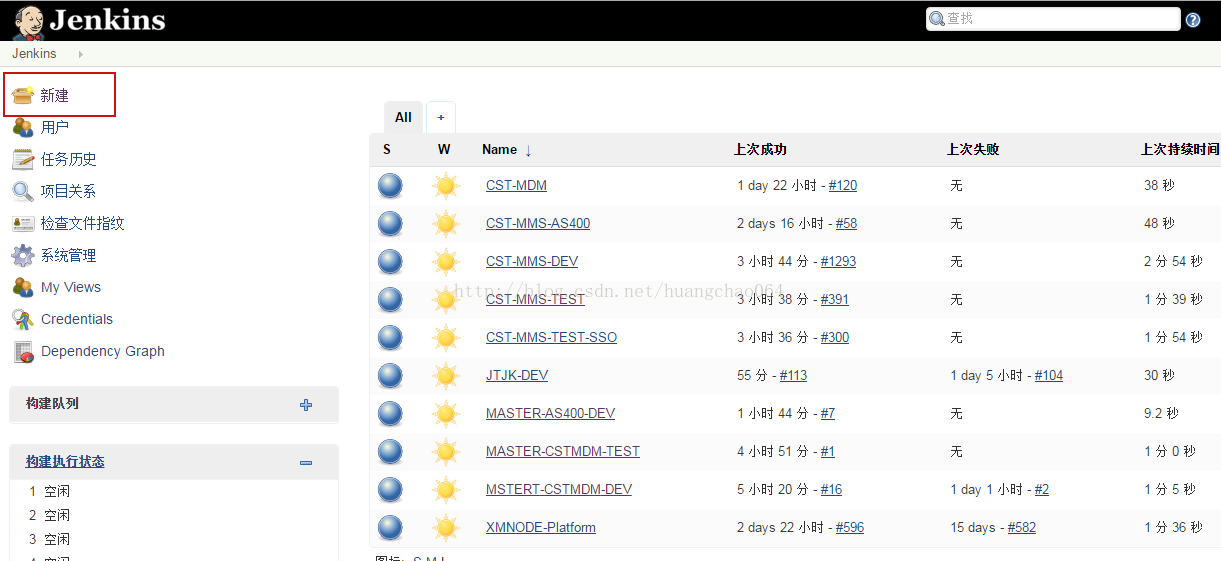 Jenkins
查找
Jenkins
新建
用户
任务历史
项目关系
检查文件指纹
系统管理
My Views
Credentials
Dependency Graph
构建队列
构建执行状态
1 空闲
2 空闲
3 空闲
All +
S W Name ↓ 上次成功 上次失败 上次持续时间
CST-MDM 1 day 22 小时 - #120 无 38 秒
CST-MMS-AS400 2 days 16 小时 - #58 无 48 秒
CST-MMS-DEV 3 小时 44 分 - #1293 无 2 分 54 秒
http://blog.csdn.net/huangchao064
CST-MMS-TEST 3 小时 38 分 - #391 无 1 分 39 秒
CST-MMS-TEST-SSO 3 小时 36 分 - #300 无 1 分 54 秒
JTJK-DEV 55 分 - #113 1 day 5 小时 - #104 30 秒
MASTER-AS400-DEV 1 小时 44 分 - #7 无 9.2 秒
MASTER-CSTMDM-TEST 4 小时 51 分 - #1 无 1 分 0 秒
MSTERT-CSTMDM-DEV 5 小时 20 分 - #16 1 day 1 小时 - #2 1 分 5 秒
XMNODE-Platform 2 days 22 小时 - #596 15 days - #582 1 分 36 秒